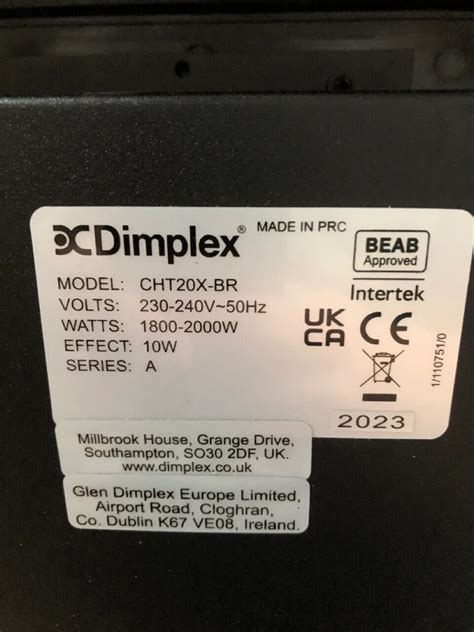 Dimplex®
MADE IN PRC
BEAB
Approved
Intertek
MODEL: CHT20X-BR
VOLTS: 230-240V~50Hz
WATTS: 1800-2000W
EFFECT: 10W
SERIES: A
UK
CA
CE
1/110751/0
2023
Millbrook House, Grange Drive,
Southampton, SO30 2DF, UK.
www.dimplex.co.uk
Glen Dimplex Europe Limited,
Airport Road, Cloghran,
Co. Dublin K67 VE08, Ireland.